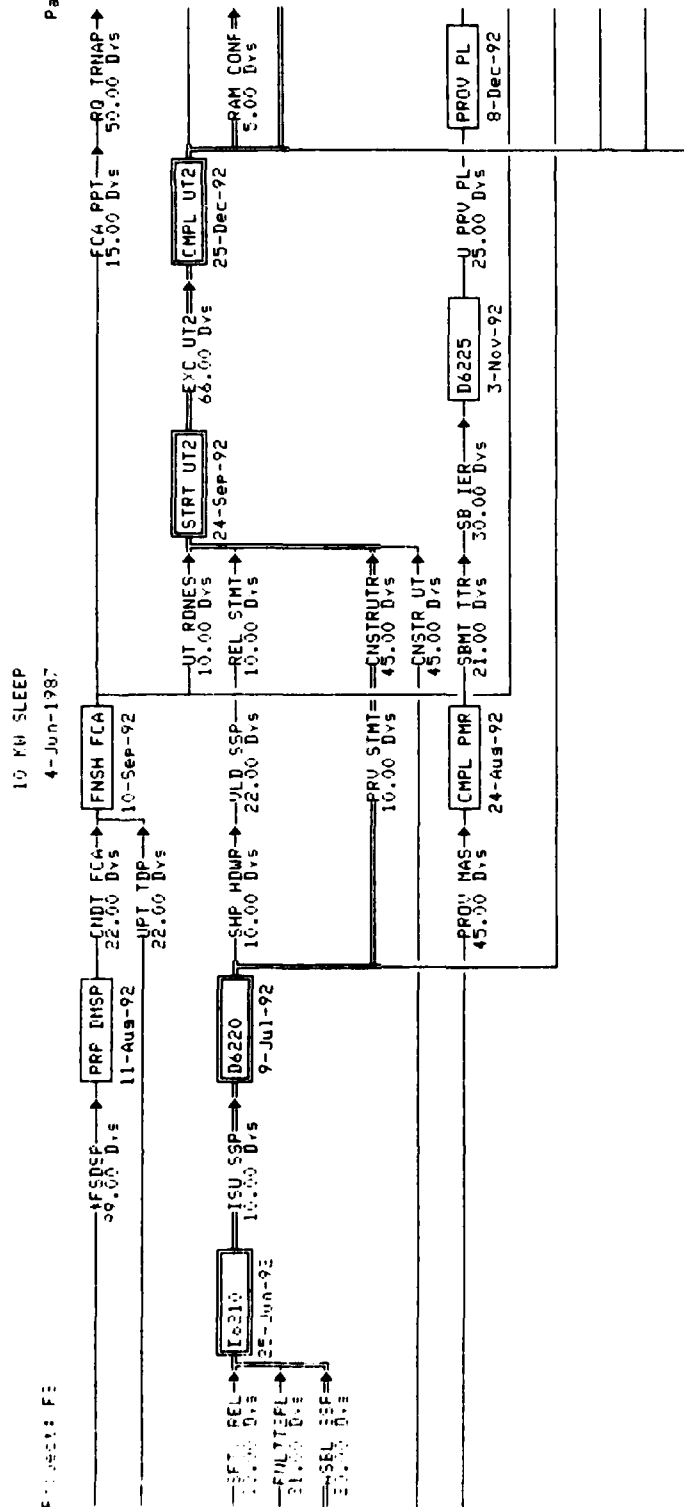 10 KW SLEEP
4-Jun-1987
Pa
FSDSP
99.00 Dys
PRP DMSP
11-Aug-92
CNDT FCA
22.00 Dys
UPT TDP
22.00 Dys
FNSH FCA
10-Sep-92
FCA RPT
15.00 Dys
RQ TRNAP
50.00 Dys
REL
25-Jun-92
ISU SSP
10.00 Dys
D6220
9-Jul-92
SHP HDWR
10.00 Dys
VLD SSP
22.00 Dys
UT RDNES
10.00 Dys
REL STMT
10.00 Dys
STRT UT2
24-Sep-92
EXC UT2
66.00 Dys
CMPL UT2
25-Dec-92
RAM CONF
5.00 Dys
PRV STMT
10.00 Dys
CNSTRUTR
45.00 Dys
CNSTR UT
45.00 Dys
PROV MAS
45.00 Dys
CMPL PMR
24-Aug-92
SBMT TTR
21.00 Dys
SB IER
30.00 Dys
D6225
3-Nov-92
U PRV PL
25.00 Dys
PROV PL
8-Dec-92